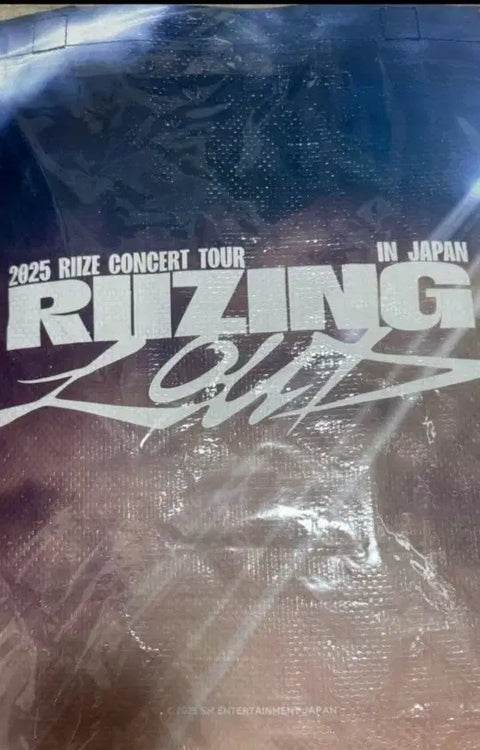 2025 RIIZE CONCERT TOUR IN JAPAN
RIIZING
LOUD
© 2025 SM ENTERTAINMENT JAPAN